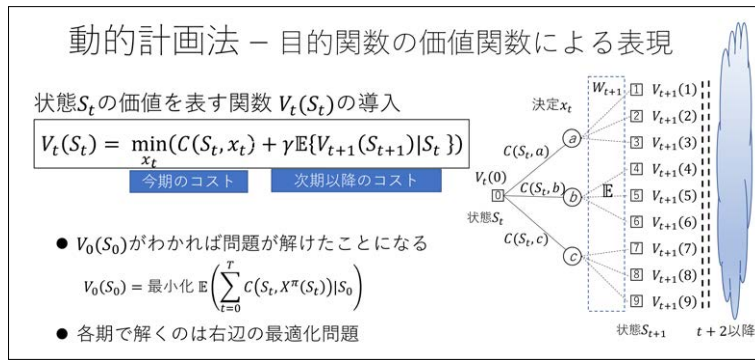 動的計画法 – 目的関数の価値関数による表現
状態S_tの価値を表す関数 V_t(S_t)の導入
V_t(S_t) = min_{x_t}(C(S_t, x_t) + γ𝔼{V_{t+1}(S_{t+1})|S_t })
今期のコスト
次期以降のコスト
● V_0(S_0)がわかれば問題が解けたことになる
V_0(S_0) = 最小化 𝔼(∑_{t=0}^{T} C(S_t, X^π(S_t))|S_0)
● 各期で解くのは右辺の最適化問題
決定x_t
W_{t+1}
V_t(0)
0
状態S_t
C(S_t, a)
C(S_t, b)
C(S_t, c)
a
b
c
𝔼
1 V_{t+1}(1)
2 V_{t+1}(2)
3 V_{t+1}(3)
4 V_{t+1}(4)
5 V_{t+1}(5)
6 V_{t+1}(6)
7 V_{t+1}(7)
8 V_{t+1}(8)
9 V_{t+1}(9)
状態S_{t+1}
t + 2以降